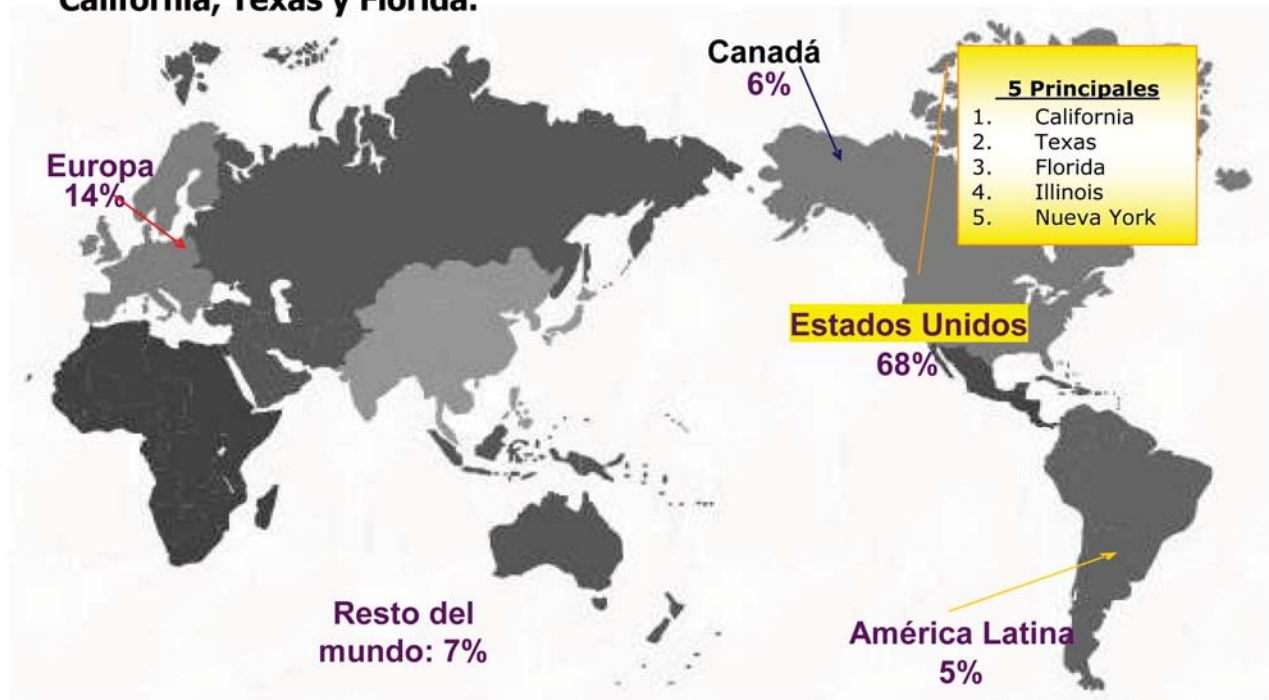 California, Texas y Florida.
Canadá
6%
5 Principales
1. California
2. Texas
3. Florida
4. Illinois
5. Nueva York
Europa
14%
Estados Unidos
68%
Resto del
mundo: 7%
América Latina
5%